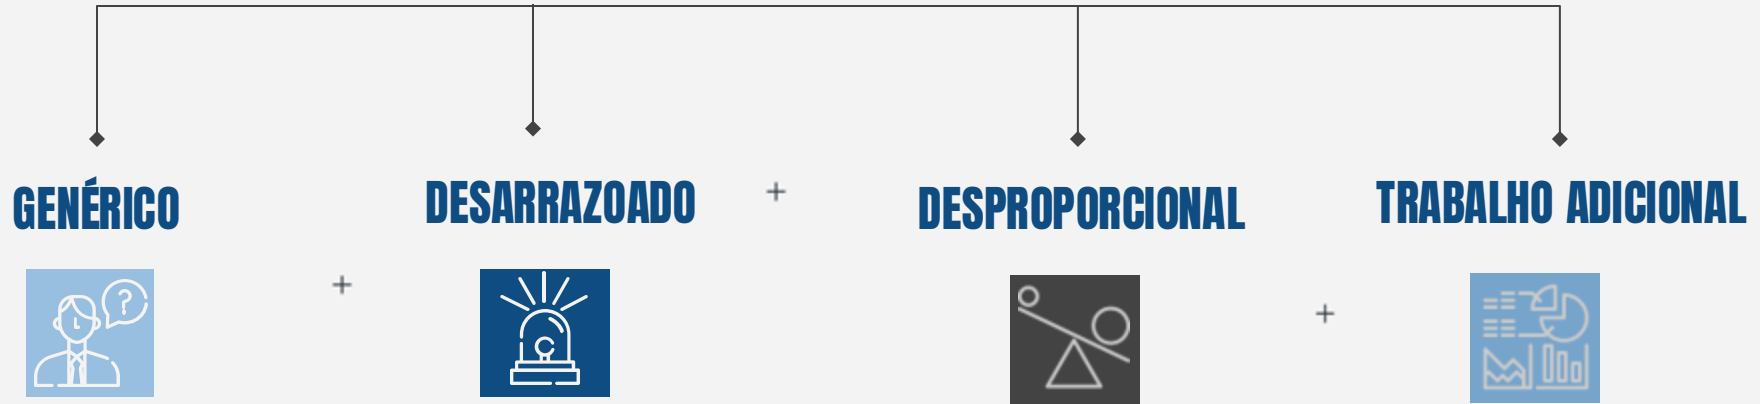 GENÉRICO
+
DESARRAZOADO
+
DESPROPORCIONAL
+
TRABALHO ADICIONAL
?